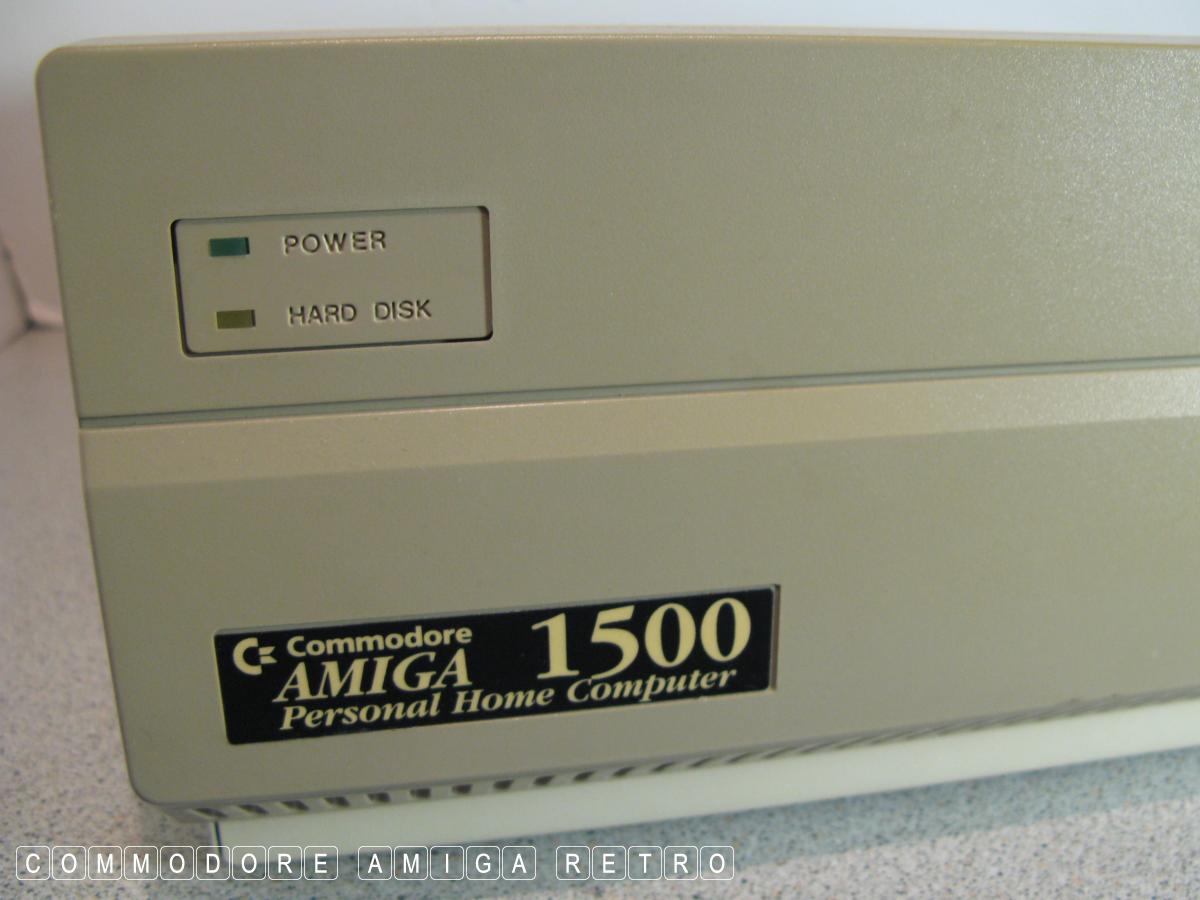 POWER
HARD DISK
Commodore
AMIGA 1500
Personal Home Computer
COMMODORE AMIGA RETRO